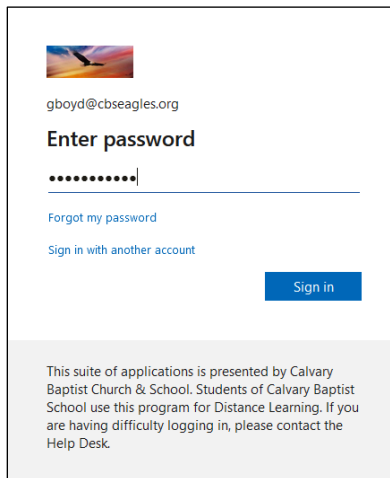 gboyd@cbseagles.org
Enter password
•••••••••••
Forgot my password
Sign in with another account
Sign in
This suite of applications is presented by Calvary
Baptist Church & School. Students of Calvary Baptist
School use this program for Distance Learning. If you
are having difficulty logging in, please contact the
Help Desk.